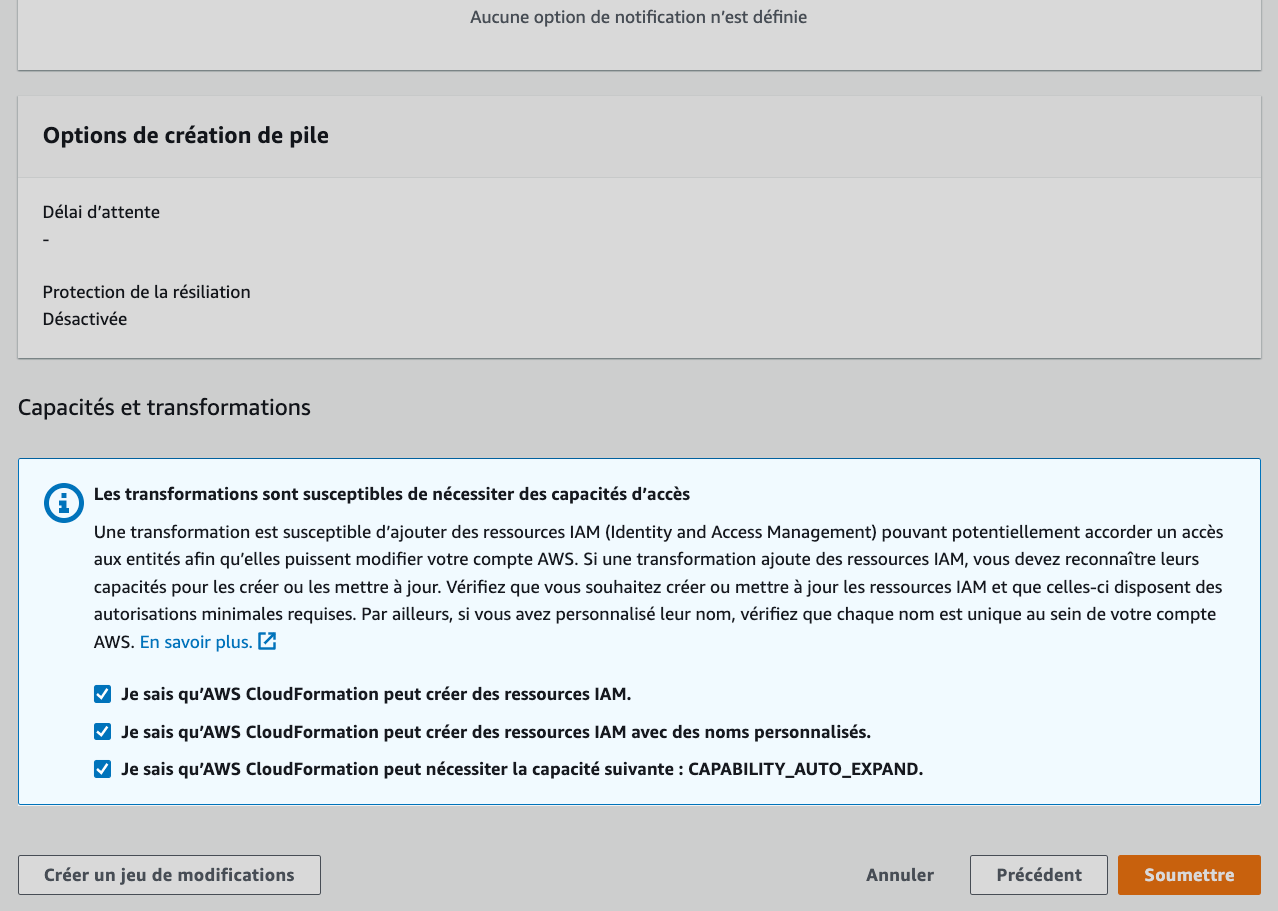 Aucune option de notification n’est définie
Options de création de pile
Délai d’attente
-
Protection de la résiliation
Désactivée
Capacités et transformations
Les transformations sont susceptibles de nécessiter des capacités d’accès
Une transformation est susceptible d’ajouter des ressources IAM (Identity and Access Management) pouvant potentiellement accorder un accès
aux entités afin qu’elles puissent modifier votre compte AWS. Si une transformation ajoute des ressources IAM, vous devez reconnaître leurs
capacités pour les créer ou les mettre à jour. Vérifiez que vous souhaitez créer ou mettre à jour les ressources IAM et que celles-ci disposent des
autorisations minimales requises. Par ailleurs, si vous avez personnalisé leur nom, vérifiez que chaque nom est unique au sein de votre compte
AWS. En savoir plus.
Je sais qu’AWS CloudFormation peut créer des ressources IAM.
Je sais qu’AWS CloudFormation peut créer des ressources IAM avec des noms personnalisés.
Je sais qu’AWS CloudFormation peut nécessiter la capacité suivante : CAPABILITY_AUTO_EXPAND.
Créer un jeu de modifications Annuler Précédent Soumettre